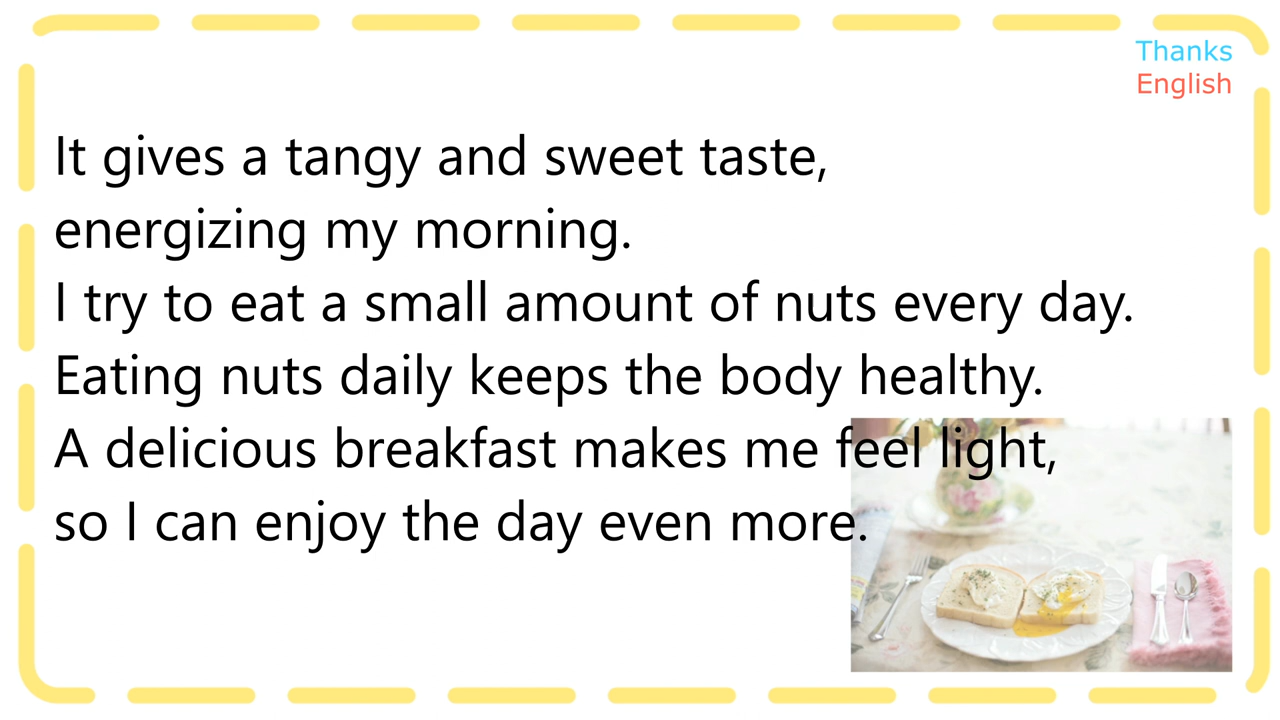 Thanks
English
It gives a tangy and sweet taste,
energizing my morning.
I try to eat a small amount of nuts every day.
Eating nuts daily keeps the body healthy.
A delicious breakfast makes me feel light,
so I can enjoy the day even more.